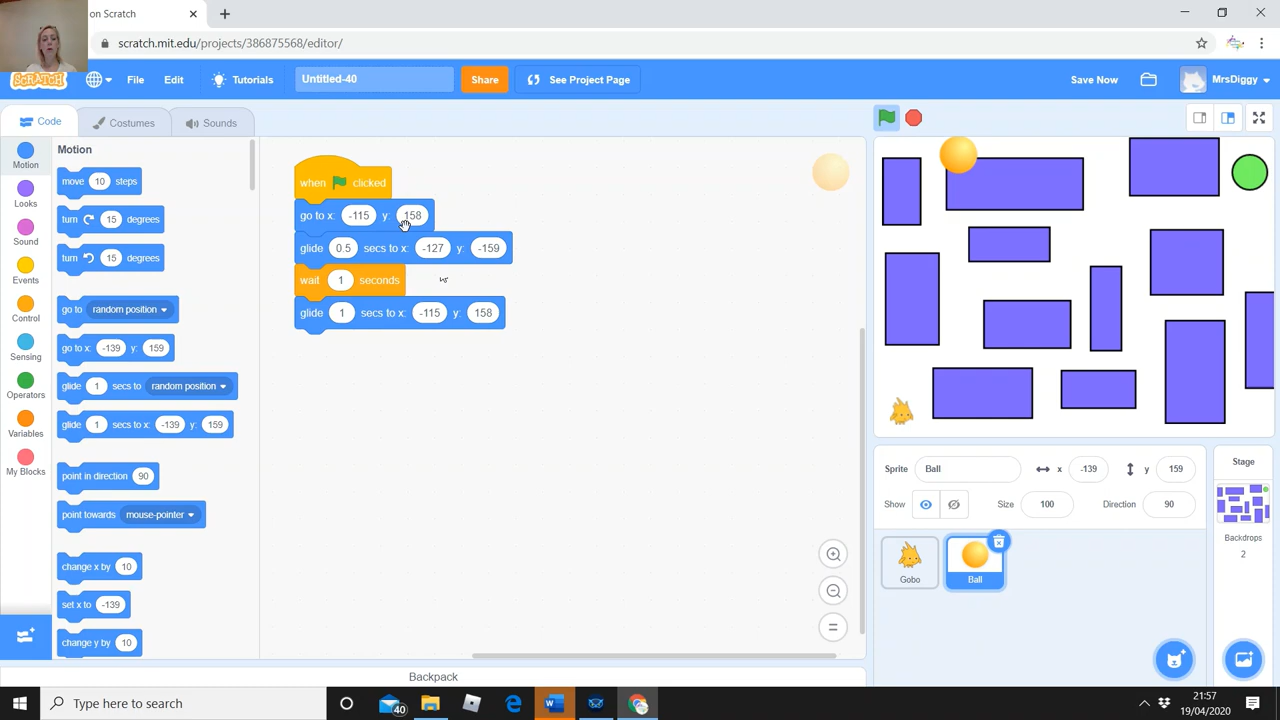 on Scratch
scratch.mit.edu/projects/386875568/editor/
SCRATCH
File
Edit
Tutorials
Untitled-40
Share
See Project Page
Save Now
MrsDiggy
Code
Costumes
Sounds
Motion
Looks
Sound
Events
Control
Sensing
Operators
Variables
My Blocks
Motion
move 10 steps
turn 15 degrees
turn 15 degrees
go to random position
go to x: -139 y: 159
glide 1 secs to random position
glide 1 secs to x: -139 y: 159
point in direction 90
point towards mouse-pointer
change x by 10
set x to -139
change y by 10
when clicked
go to x: -115 y: 158
glide 0.5 secs to x: -127 y: -159
wait 1 seconds
glide 1 secs to x: -115 y: 158
Sprite Ball x -139 y 159
Show Size 100 Direction 90
Gobo
Ball
Stage
Backdrops
2
Backpack
Type here to search
40
21:57
19/04/2020